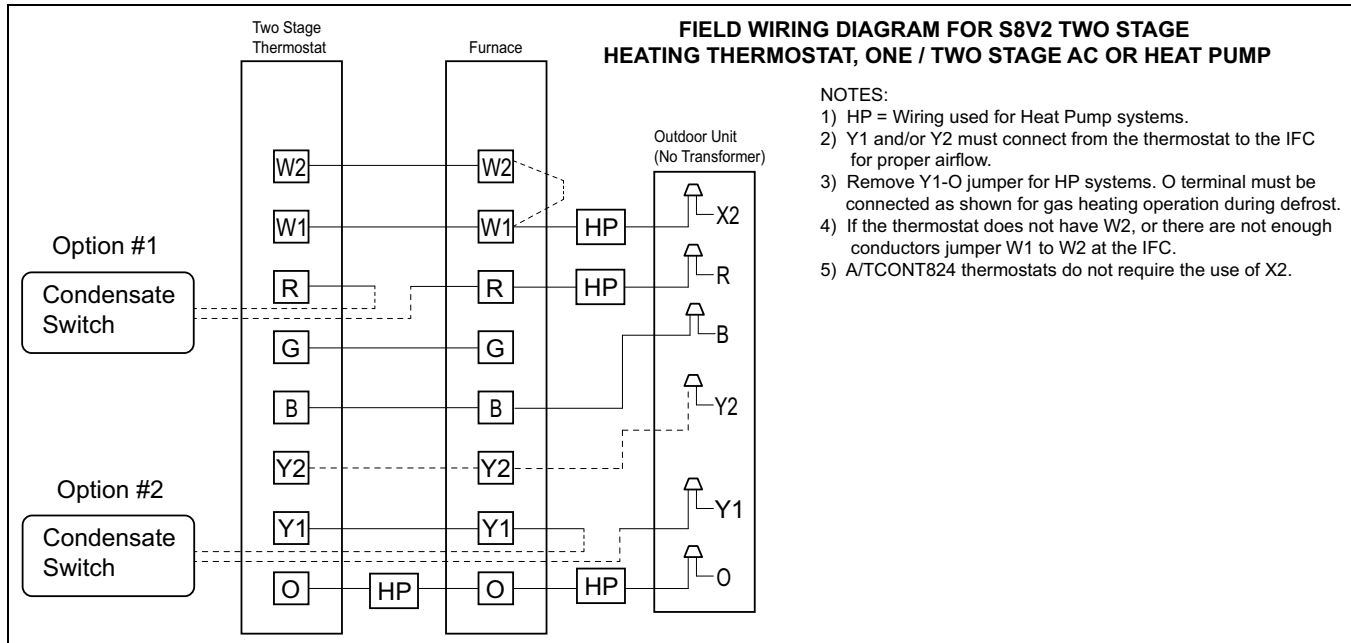 FIELD WIRING DIAGRAM FOR S8V2 TWO STAGE
HEATING THERMOSTAT, ONE / TWO STAGE AC OR HEAT PUMP
NOTES:
1) HP = Wiring used for Heat Pump systems.
2) Y1 and/or Y2 must connect from the thermostat to the IFC
for proper airflow.
3) Remove Y1-O jumper for HP systems. O terminal must be
connected as shown for gas heating operation during defrost.
4) If the thermostat does not have W2, or there are not enough
conductors jumper W1 to W2 at the IFC.
5) A/TCONT824 thermostats do not require the use of X2.
Two Stage
Thermostat
W2
W1
R
G
B
Y2
Y1
O
HP
Furnace
W2
W1
R
G
B
Y2
Y1
O
HP
HP
HP
Outdoor Unit
(No Transformer)
X2
R
B
Y2
Y1
O
Option #1
Condensate
Switch
Option #2
Condensate
Switch